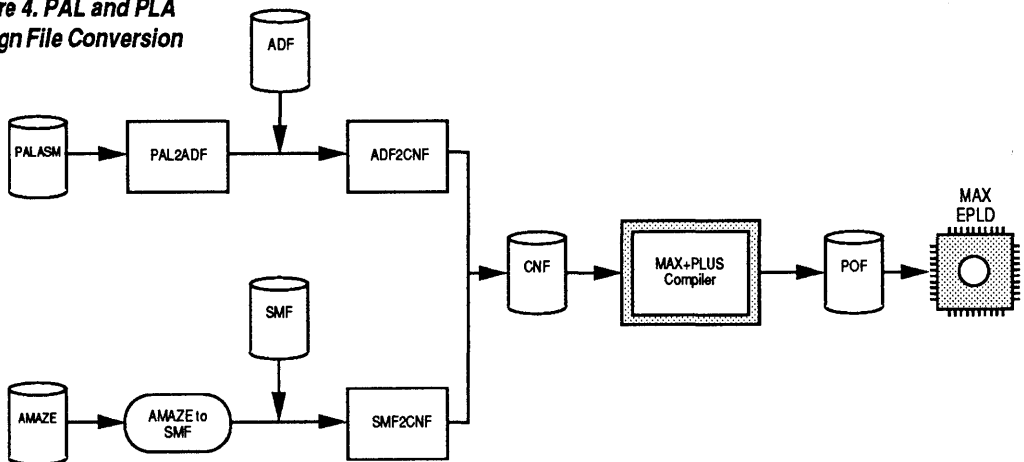 re 4. PAL and PLA
gn File Conversion
ADF
PALASM
PAL2ADF
ADF2CNF
MAX
EPLD
CNF
MAX+PLUS
Compiler
POF
SMF
AMAZE
AMAZE to
SMF
SMF2CNF